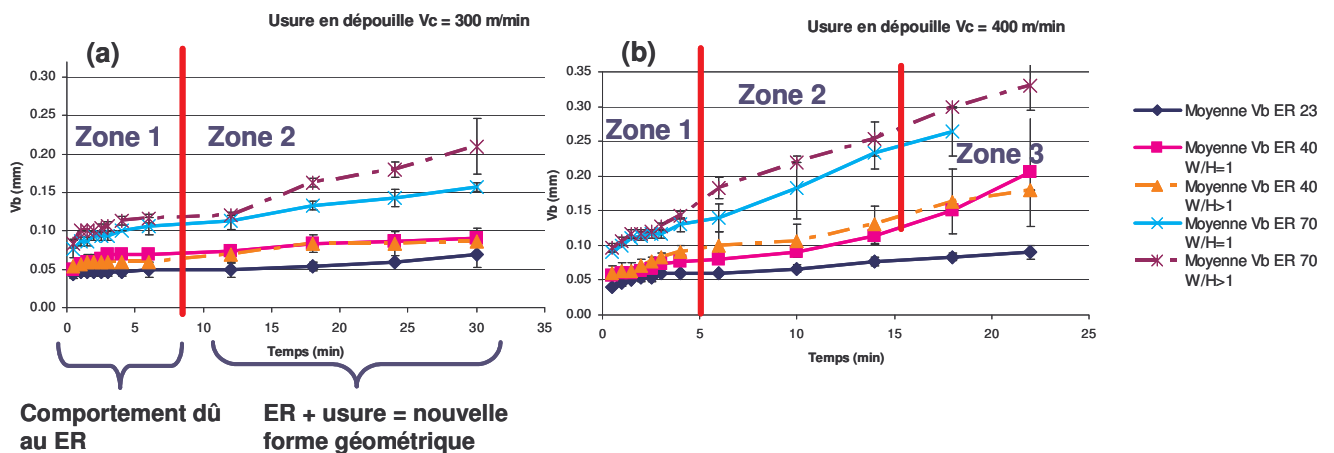 Usure en dépouille Vc = 300 m/min
(a)
0.30
0.25
0.20
0.15
0.10
0.05
0.00
Vb (mm)
Zone 1
Zone 2
0 5 10 15 20 25 30 35
Temps (min)
Comportement dû
au ER
ER + usure = nouvelle
forme géométrique
Usure en dépouille Vc = 400 m/min
(b)
0.35
0.30
0.25
0.20
0.15
0.10
0.05
0.00
Vb (mm)
Zone 1
Zone 2
Zone 3
0 5 10 15 20 25
Temps (min)
Moyenne Vb ER 23
Moyenne Vb ER 40
W/H=1
Moyenne Vb ER 40
W/H>1
Moyenne Vb ER 70
W/H=1
Moyenne Vb ER 70
W/H>1